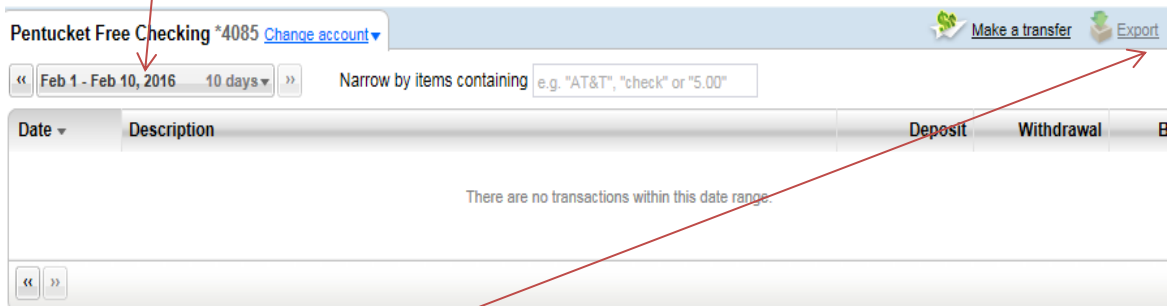 Pentucket Free Checking *4085 Change account▾ Make a transfer Export
« Feb 1 - Feb 10, 2016 10 days▾ » Narrow by items containing e.g. "AT&T", "check" or "5.00"
Date ▾ Description Deposit Withdrawal B
There are no transactions within this date range.
« »